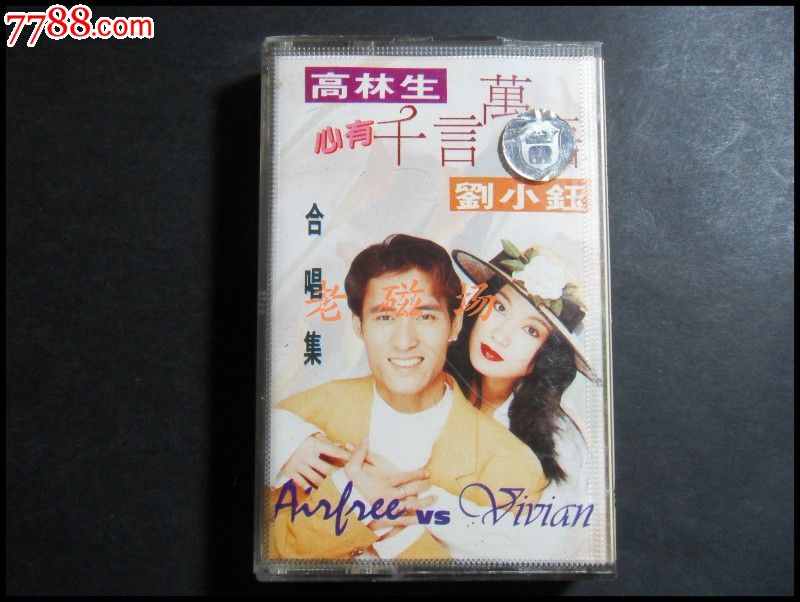 7788.com
高林生
心有千言萬
劉小鈺
合唱集
老磁场
Airfree vs Vivian